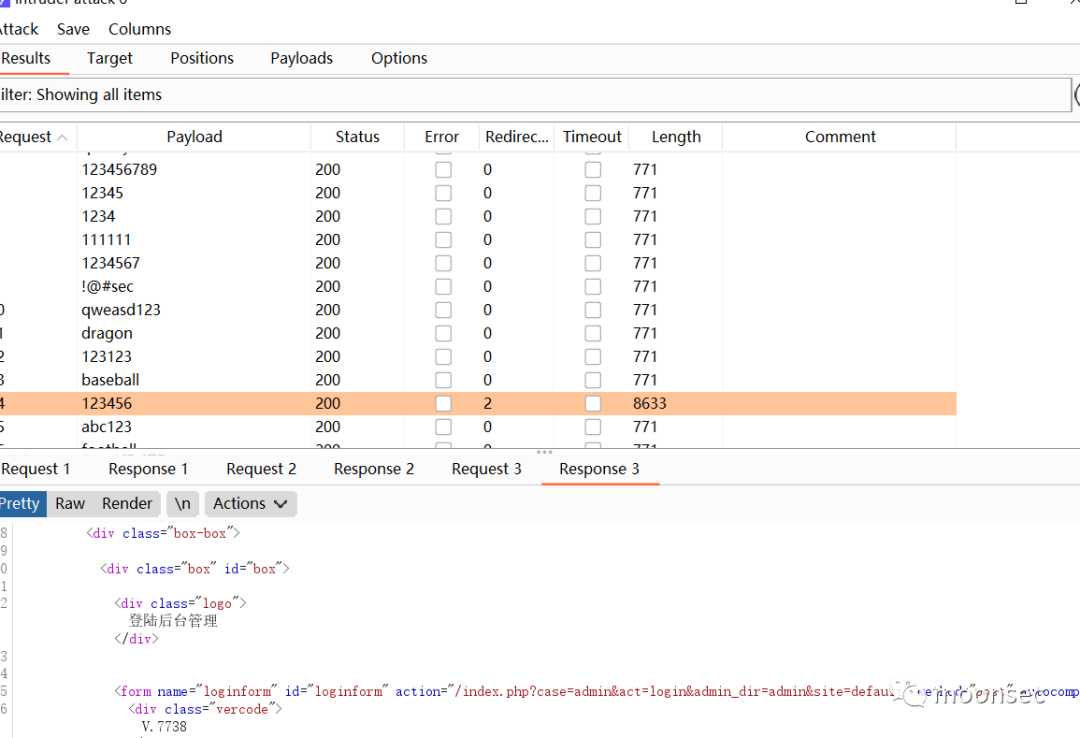 Attack Save Columns
Results Target Positions Payloads Options
Filter: Showing all items
Request Payload Status Error Redirec... Timeout Length Comment
123456789 200 0 771
12345 200 0 771
1234 200 0 771
111111 200 0 771
1234567 200 0 771
!@#sec 200 0 771
0 qweasd123 200 0 771
1 dragon 200 0 771
2 123123 200 0 771
3 baseball 200 0 771
4 123456 200 2 8633
5 abc123 200 0 771
Request 1 Response 1 Request 2 Response 2 Request 3 Response 3
Pretty Raw Render \n Actions
8 <div class="box-box">
9
0 <div class="box" id="box">
1
2 <div class="logo">
登陆后台管理
</div>
3
4
5 <form name="loginform" id="loginform" action="/index.php?case=admin&act=login&admin_dir=admin&site=default
6 <div class="vercode">
V.7738
moonsec